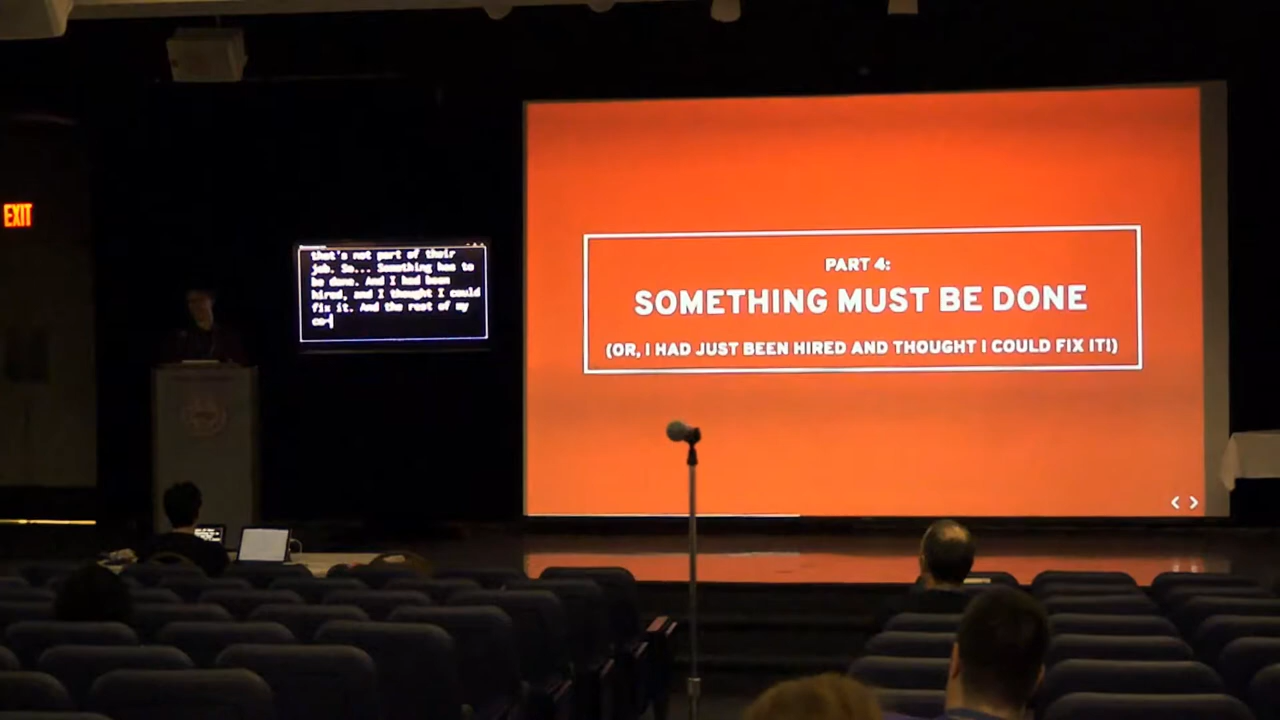 EXIT
that's not part of their
job. So... Something has to
be done. And I had been
hired, and I thought I could
fix it. And the rest of my
co-
PART 4:
SOMETHING MUST BE DONE
(OR, I HAD JUST BEEN HIRED AND THOUGHT I COULD FIX IT!)